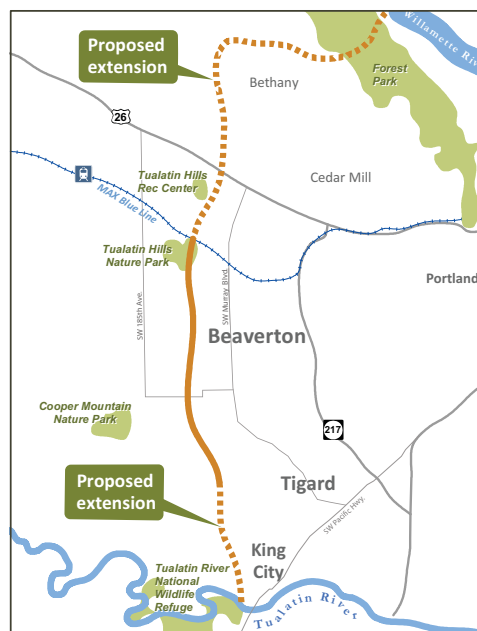 Proposed
extension
Willamette River
Forest
Park
Bethany
26
Tualatin Hills
Rec Center
Cedar Mill
MAX Blue Line
Tualatin Hills
Nature Park
Portland
SW 185th Ave.
SW Murray Blvd.
Beaverton
Cooper Mountain
Nature Park
217
Proposed
extension
Tigard
SW Pacific Hwy.
King
City
Tualatin River
National
Wildlife
Refuge
Tualatin River